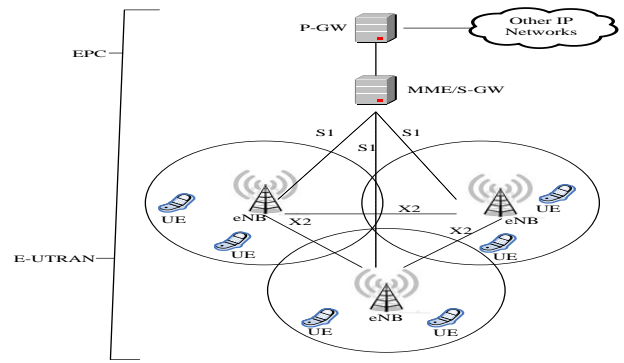 Other IP
Networks
P-GW
EPC
MME/S-GW
S1
S1
S1
UE
eNB
X2
X2
X2
eNB
UE
UE
UE
E-UTRAN
UE
eNB
UE